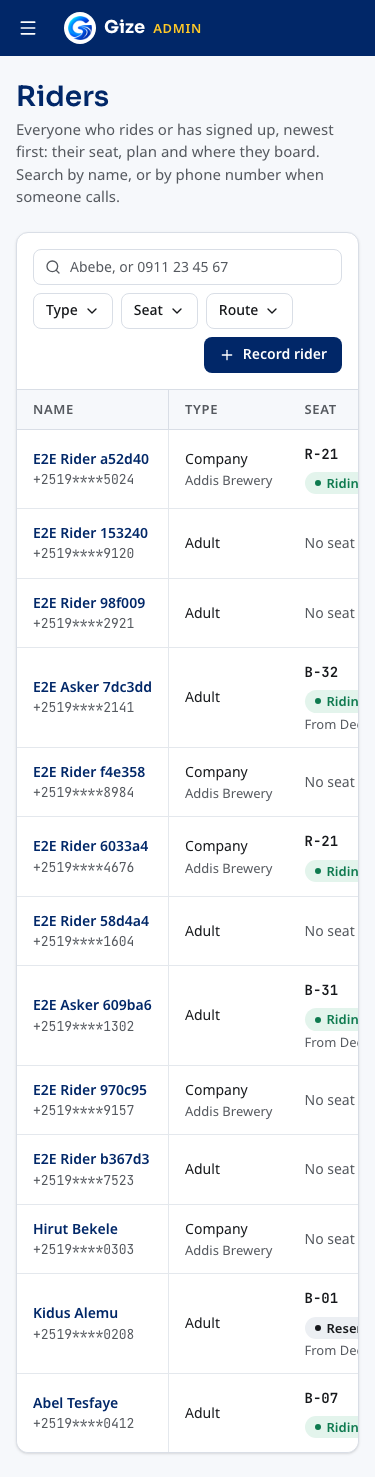 Gize ADMIN
Riders
Everyone who rides or has signed up, newest
first: their seat, plan and where they board.
Search by name, or by phone number when
someone calls.
Abebe, or 0911 23 45 67
Type Seat Route
+ Record rider
NAME TYPE SEAT
E2E Rider a52d40
+2519****5024
Company
Addis Brewery
R-21
E2E Rider 153240
+2519****9120
Adult
No seat
E2E Rider 98f009
+2519****2921
Adult
No seat
E2E Asker 7dc3dd
+2519****2141
Adult
B-32
From
E2E Rider f4e358
+2519****8984
Company
Addis Brewery
No seat
E2E Rider 6033a4
+2519****4676
Company
Addis Brewery
R-21
E2E Rider 58d4a4
+2519****1604
Adult
No seat
E2E Asker 609ba6
+2519****1302
Adult
B-31
From
E2E Rider 970c95
+2519****9157
Company
Addis Brewery
No seat
E2E Rider b367d3
+2519****7523
Adult
No seat
Hirut Bekele
+2519****0303
Company
Addis Brewery
No seat
Kidus Alemu
+2519****0208
Adult
B-01
From
Abel Tesfaye
+2519****0412
Adult
B-07